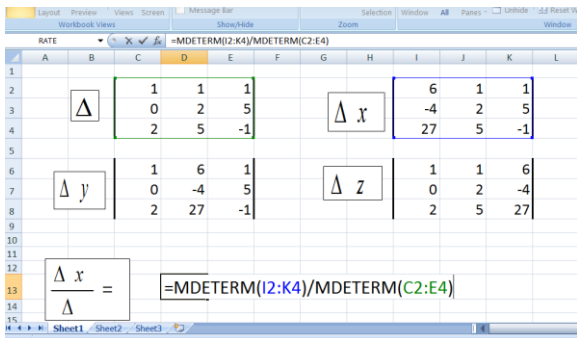 Layout Preview Views Screen Message Bar Selection Window All Panes Unhide Reset W
Workbook Views Show/Hide Zoom Window
RATE =MDETERM(I2:K4)/MDETERM(C2:E4)
A B C D E F G H I J K L
1
2 1 1 1 6 1 1
3 Δ 0 2 5 Δ x -4 2 5
4 2 5 -1 27 5 -1
5
6 1 6 1 1 1 6
7 Δ y 0 -4 5 Δ z 0 2 -4
8 2 27 -1 2 5 27
9
10
11
12
13 Δ x / Δ = =MDETERM(I2:K4)/MDETERM(C2:E4)
14
15
Sheet1 Sheet2 Sheet3